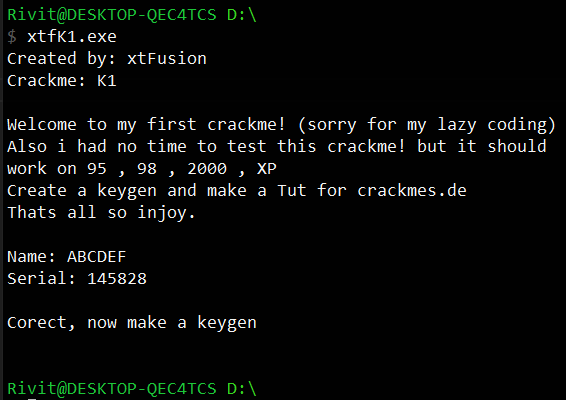 Rivit@DESKTOP-QEC4TCS D:\
$ xtfK1.exe
Created by: xtFusion
Crackme: K1
Welcome to my first crackme! (sorry for my lazy coding)
Also i had no time to test this crackme! but it should
work on 95 , 98 , 2000 , XP
Create a keygen and make a Tut for crackmes.de
Thats all so injoy.
Name: ABCDEF
Serial: 145828
Corect, now make a keygen
Rivit@DESKTOP-QEC4TCS D:\